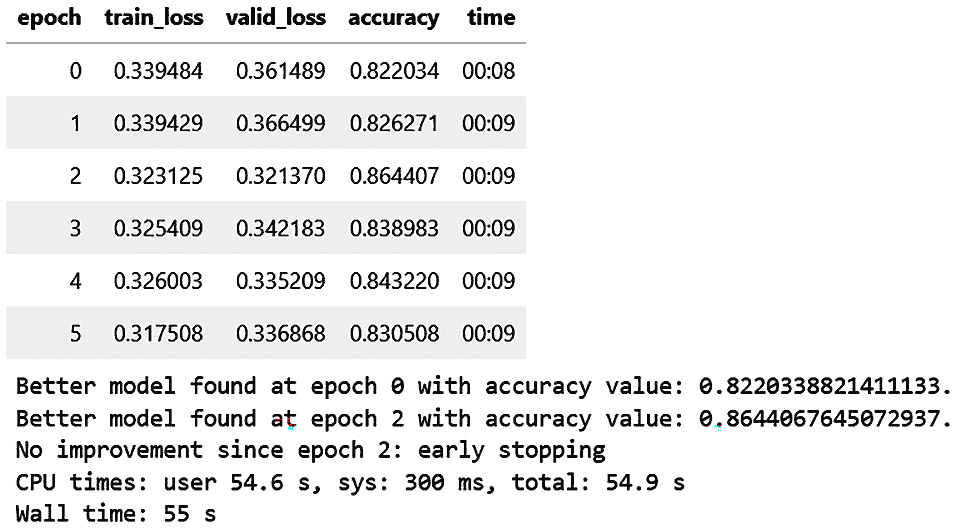 epoch train_loss valid_loss accuracy time
0 0.339484 0.361489 0.822034 00:08
1 0.339429 0.366499 0.826271 00:09
2 0.323125 0.321370 0.864407 00:09
3 0.325409 0.342183 0.838983 00:09
4 0.326003 0.335209 0.843220 00:09
5 0.317508 0.336868 0.830508 00:09
Better model found at epoch 0 with accuracy value: 0.8220338821411133.
Better model found at epoch 2 with accuracy value: 0.8644067645072937.
No improvement since epoch 2: early stopping
CPU times: user 54.6 s, sys: 300 ms, total: 54.9 s
Wall time: 55 s